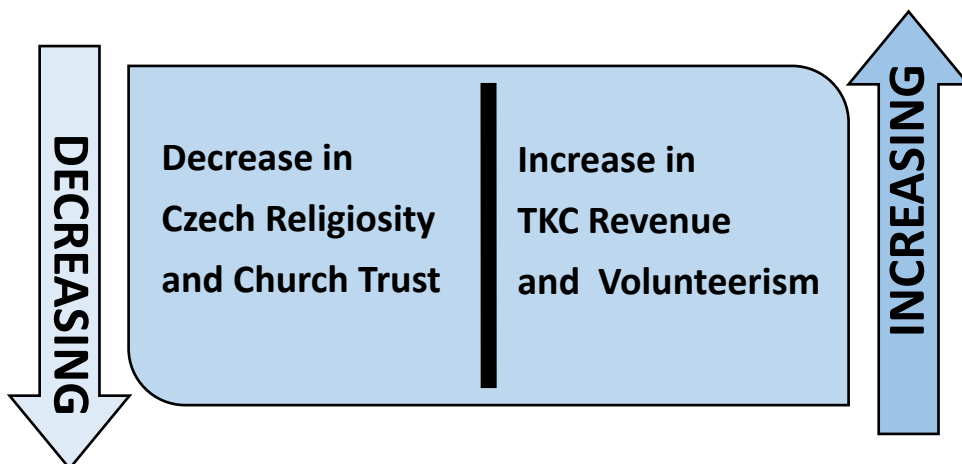 DECREASING
Decrease in
Czech Religiosity
and Church Trust
Increase in
TKC Revenue
and Volunteerism
INCREASING